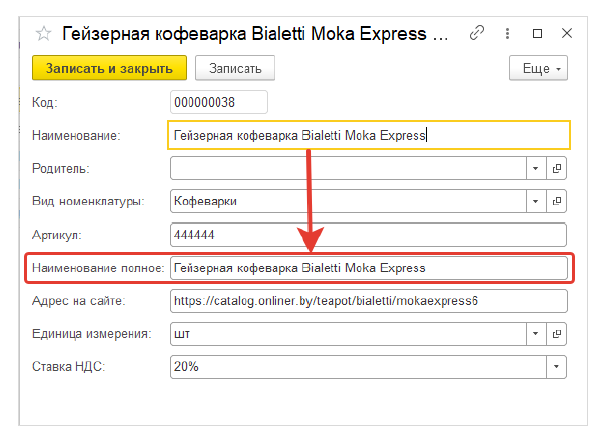 Гейзерная кофеварка Bialetti Moka Express ...
Записать и закрыть Записать Еще
Код: 000000038
Наименование: Гейзерная кофеварка Bialetti Moka Express
Родитель:
Вид номенклатуры: Кофеварки
Артикул: 444444
Наименование полное: Гейзерная кофеварка Bialetti Moka Express
Адрес на сайте: https://catalog.onliner.by/teapot/bialetti/mokaexpress6
Единица измерения: шт
Ставка НДС: 20%